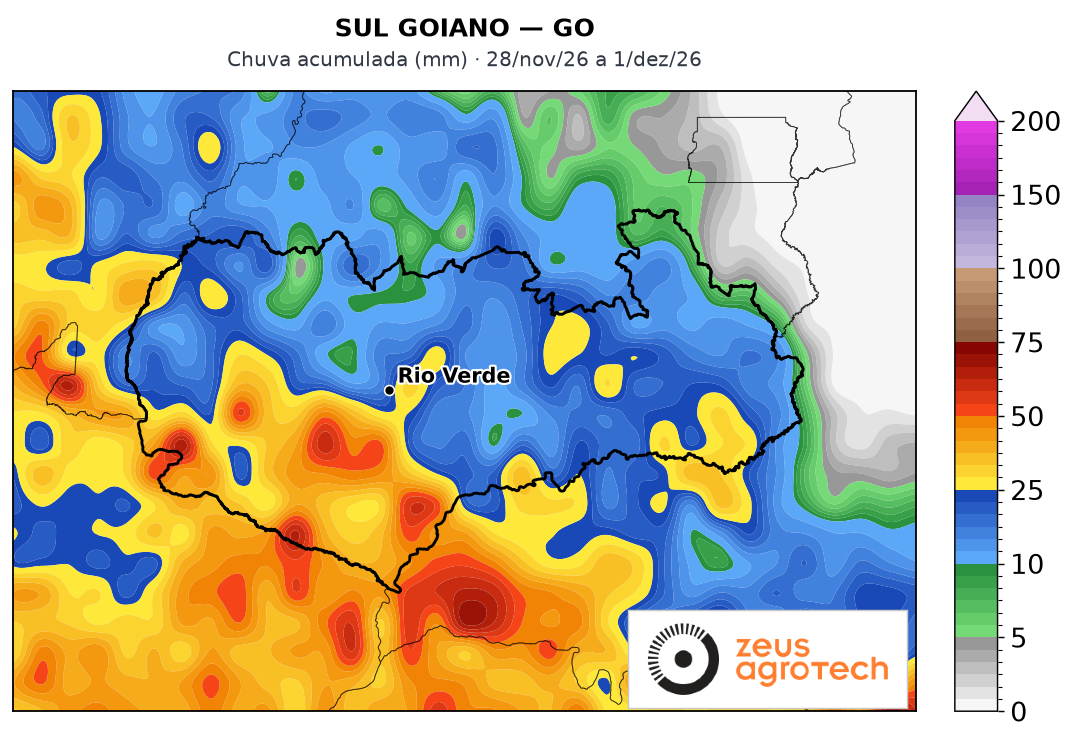 SUL GOIANO — GO
Chuva acumulada (mm) · 28/nov/26 a 1/dez/26
200
150
100
75
50
25
10
5
0
Rio Verde
zeus
agrotech